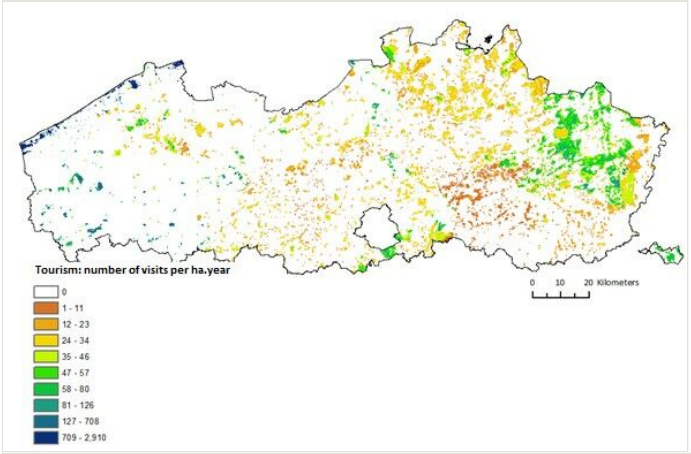 Tourism: number of visits per ha.year
0
1 - 11
12 - 23
24 - 34
35 - 46
47 - 57
58 - 80
81 - 126
127 - 708
709 - 2,910
0 10 20 Kilometers